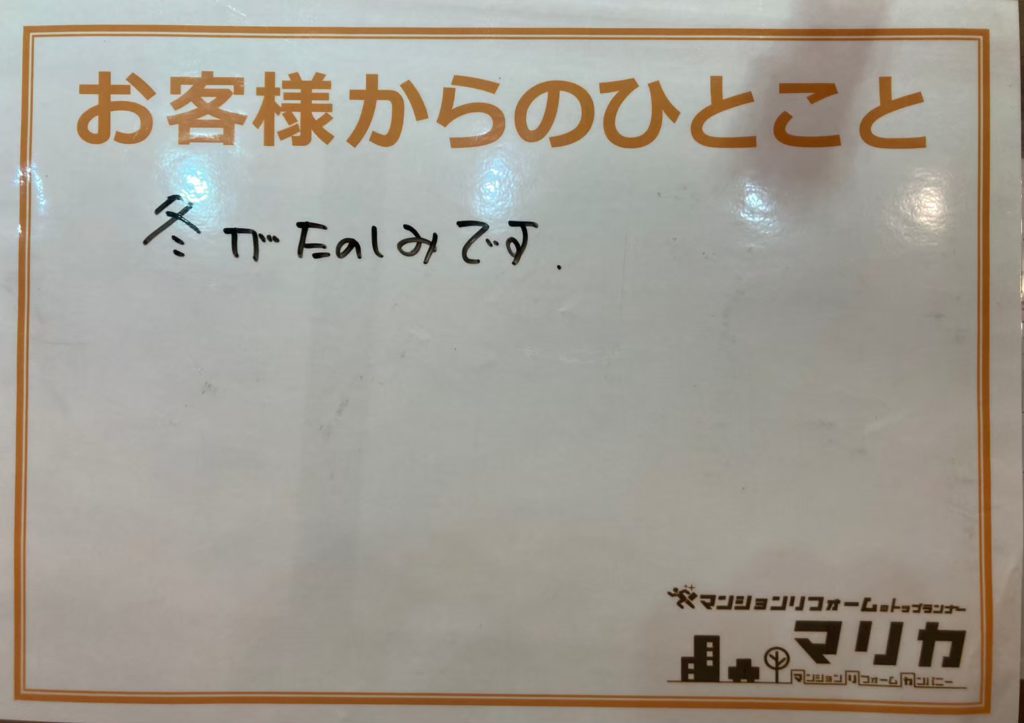 お客様からのひとこと
冬がたのしみです.
マンションリフォームのトップランナー
マリカ
マンションリフォームカンパニー